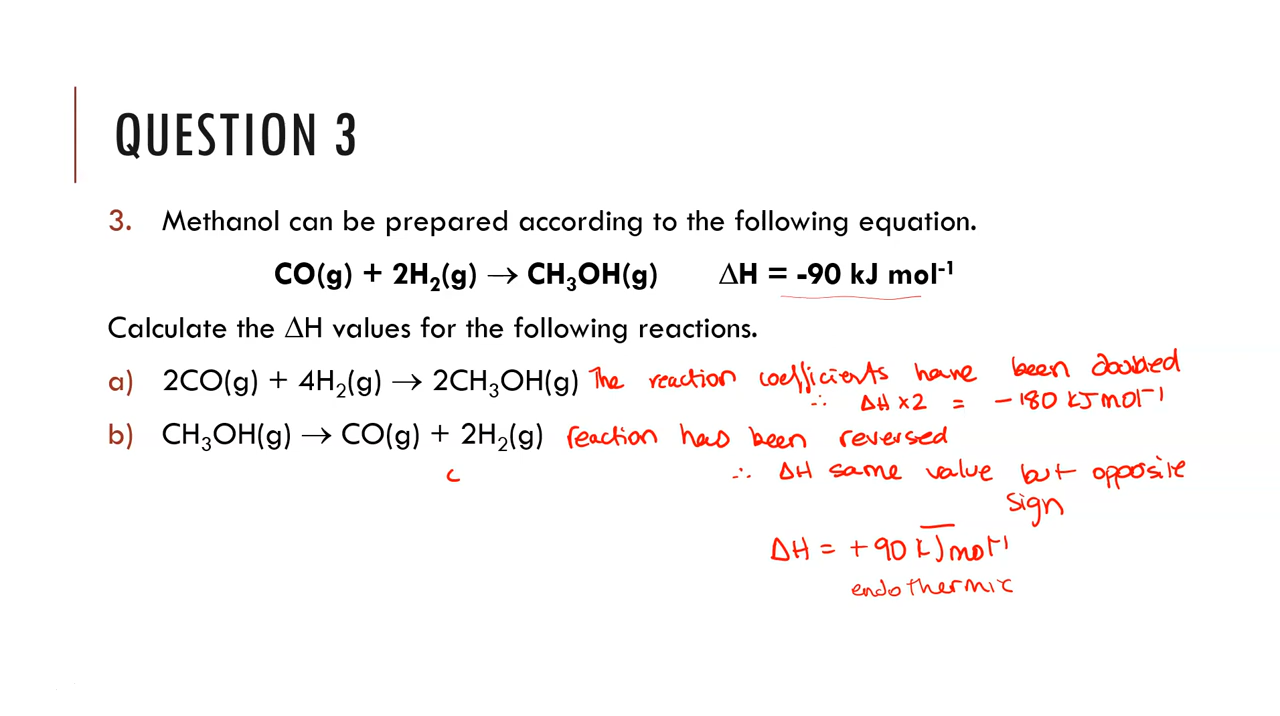 QUESTION 3
3. Methanol can be prepared according to the following equation.
CO(g) + 2H₂(g) → CH₃OH(g) ΔH = -90 kJ mol⁻¹
Calculate the ΔH values for the following reactions.
a) 2CO(g) + 4H₂(g) → 2CH₃OH(g) The reaction coefficients have been doubled
∴ ΔH x 2 = -180 kJ mol⁻¹
b) CH₃OH(g) → CO(g) + 2H₂(g) reaction has been reversed
∴ ΔH same value but opposite
sign
ΔH = +90 kJ mol⁻¹
endothermic